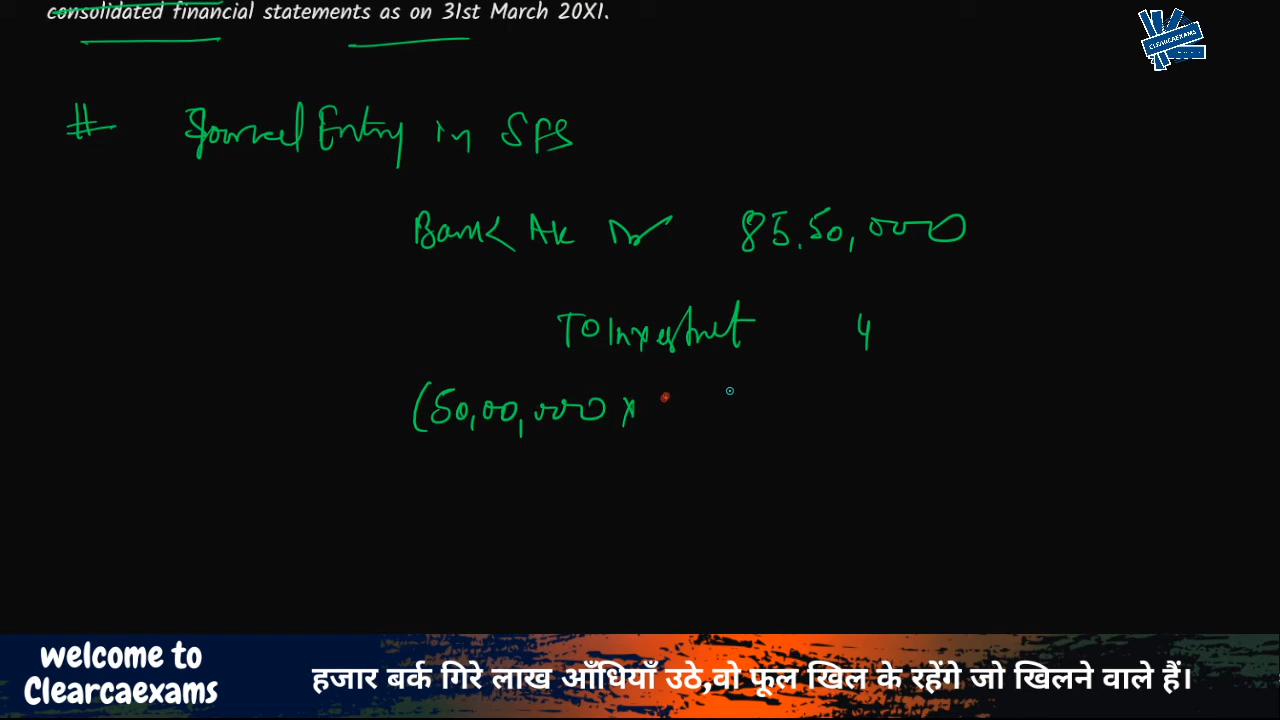 consolidated financial statements as on 31st March 20X1.
CLEARCAEXAMS
# Journal Entry in SFS
Bank A/c Dr 85,50,000
To Investment 4
(50,00,000 x
welcome to
Clearcaexams
हजार बर्क गिरे लाख आँधियाँ उठे,वो फूल खिल के रहेंगे जो खिलने वाले हैं।